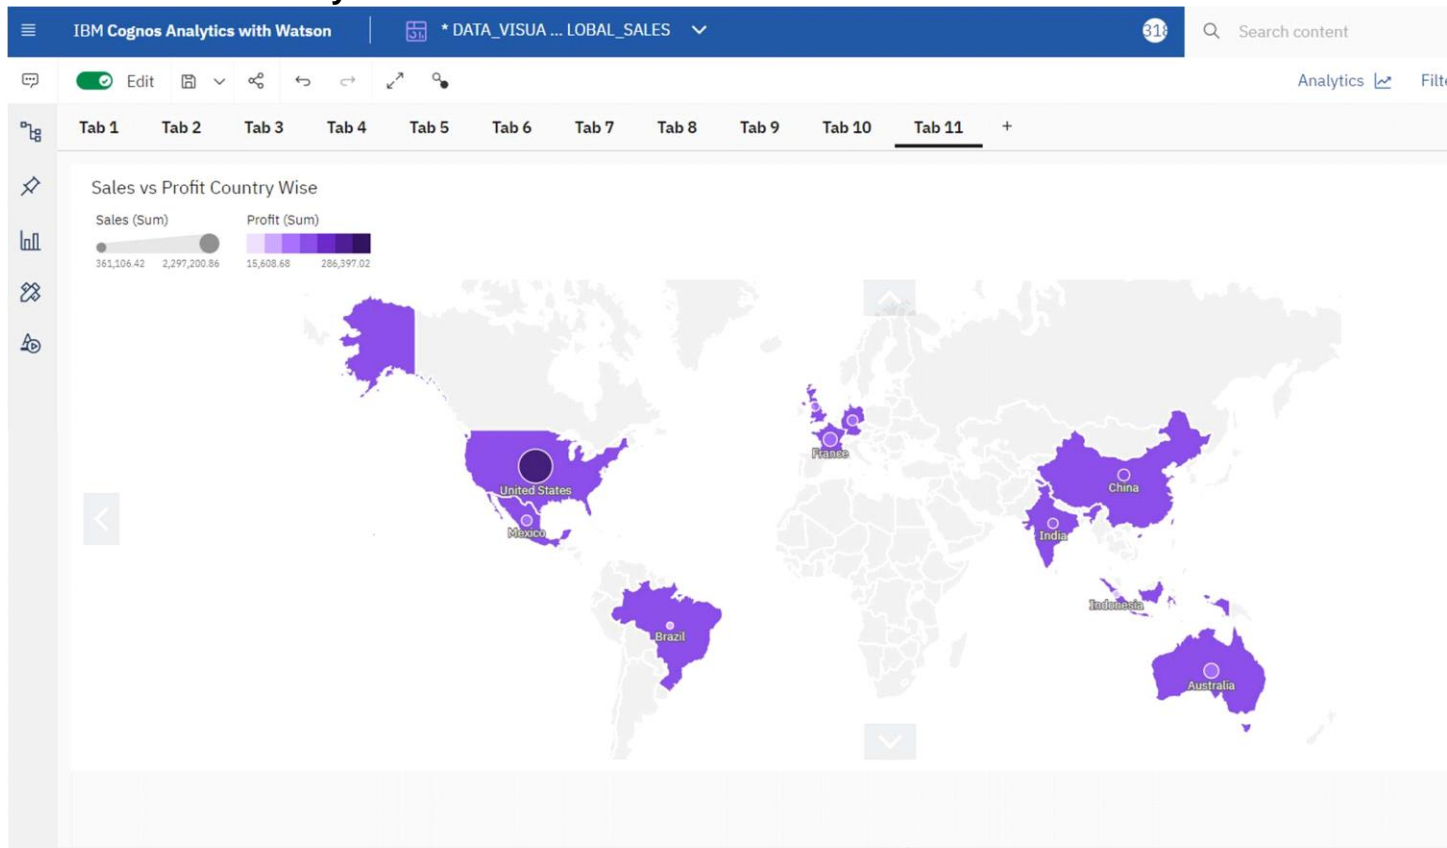 IBM Cognos Analytics with Watson
* DATA_VISUA ... LOBAL_SALES
318
Search content
Edit
Analytics
Filte
Tab 1 Tab 2 Tab 3 Tab 4 Tab 5 Tab 6 Tab 7 Tab 8 Tab 9 Tab 10 Tab 11 +
Sales vs Profit Country Wise
Sales (Sum) Profit (Sum)
361,106.42 2,297,200.86 15,608.68 286,397.02
France
United States
China
Mexico
India
Indonesia
Brazil
Australia